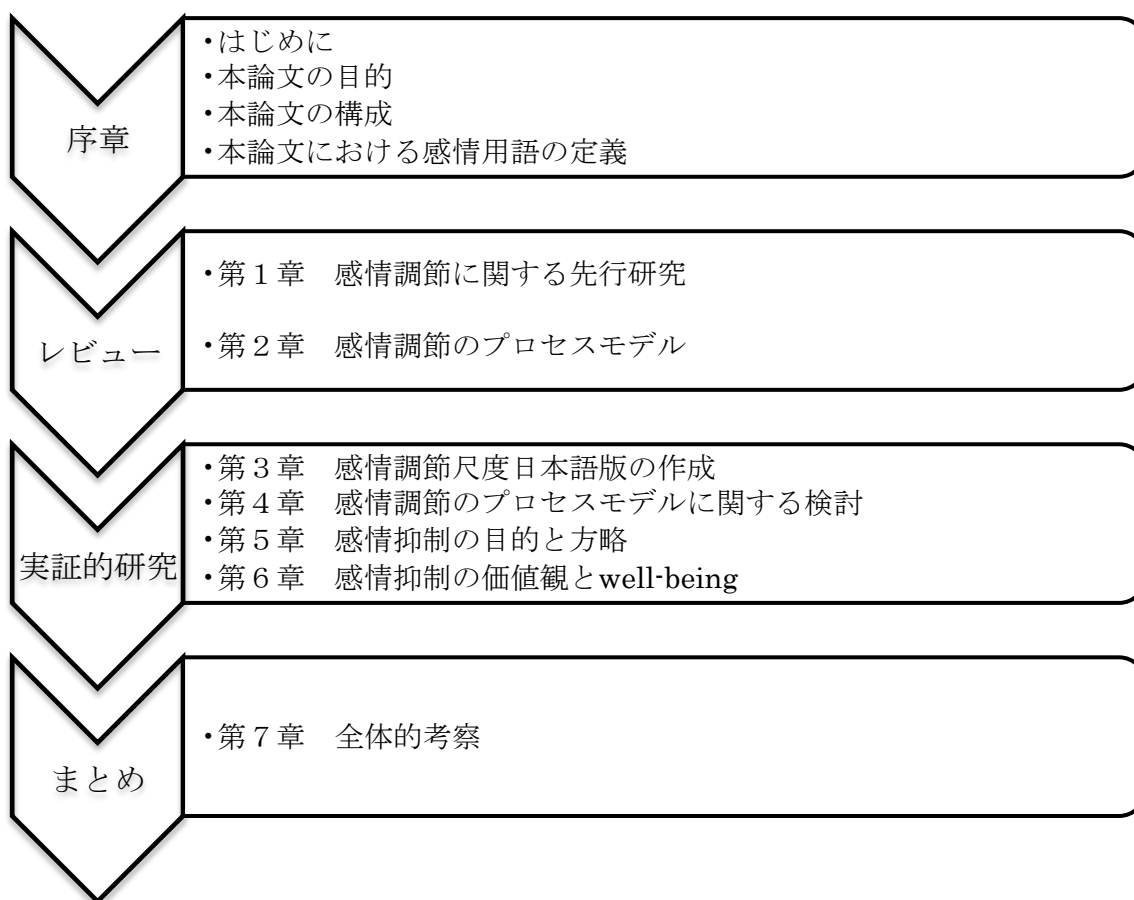 序章
・はじめに
・本論文の目的
・本論文の構成
・本論文における感情用語の定義
レビュー
・第１章　感情調節に関する先行研究
・第２章　感情調節のプロセスモデル
実証的研究
・第３章　感情調節尺度日本語版の作成
・第４章　感情調節のプロセスモデルに関する検討
・第５章　感情抑制の目的と方略
・第６章　感情抑制の価値観とwell-being
まとめ
・第７章　全体的考察